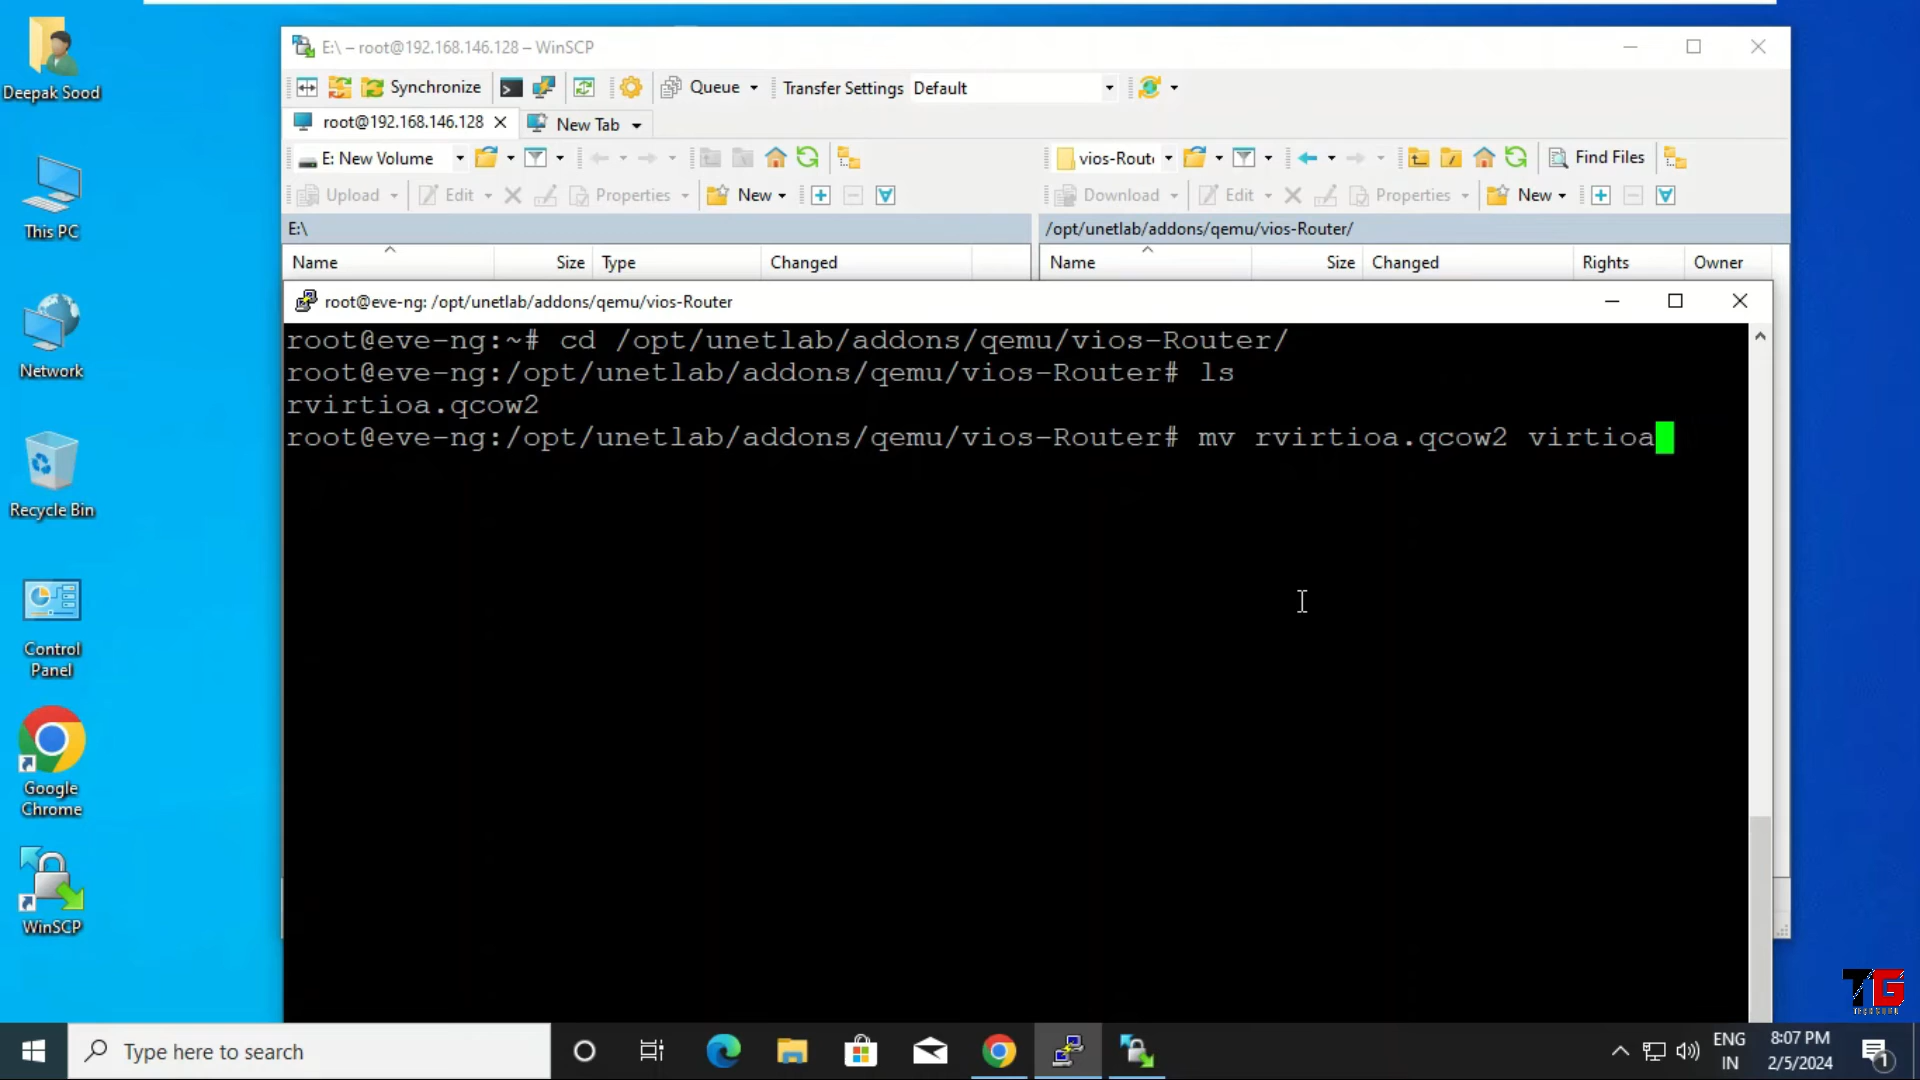 Deepak Sood
This PC
Network
Recycle Bin
Control
Panel
Google
Chrome
WinSCP
E:\ – root@192.168.146.128 – WinSCP
Synchronize
Queue
Transfer Settings Default
root@192.168.146.128
New Tab
E: New Volume
Upload
Edit
Properties
New
E:\
Name
Size
Type
Changed
vios-Route
Find Files
Download
Edit
Properties
New
/opt/unetlab/addons/qemu/vios-Router/
Name
Size
Changed
Rights
Owner
root@eve-ng: /opt/unetlab/addons/qemu/vios-Router
root@eve-ng:~# cd /opt/unetlab/addons/qemu/vios-Router/
root@eve-ng:/opt/unetlab/addons/qemu/vios-Router# ls
rvirtioa.qcow2
root@eve-ng:/opt/unetlab/addons/qemu/vios-Router# mv rvirtioa.qcow2 virtioa
TG
Type here to search
ENG
IN
8:07 PM
2/5/2024
1